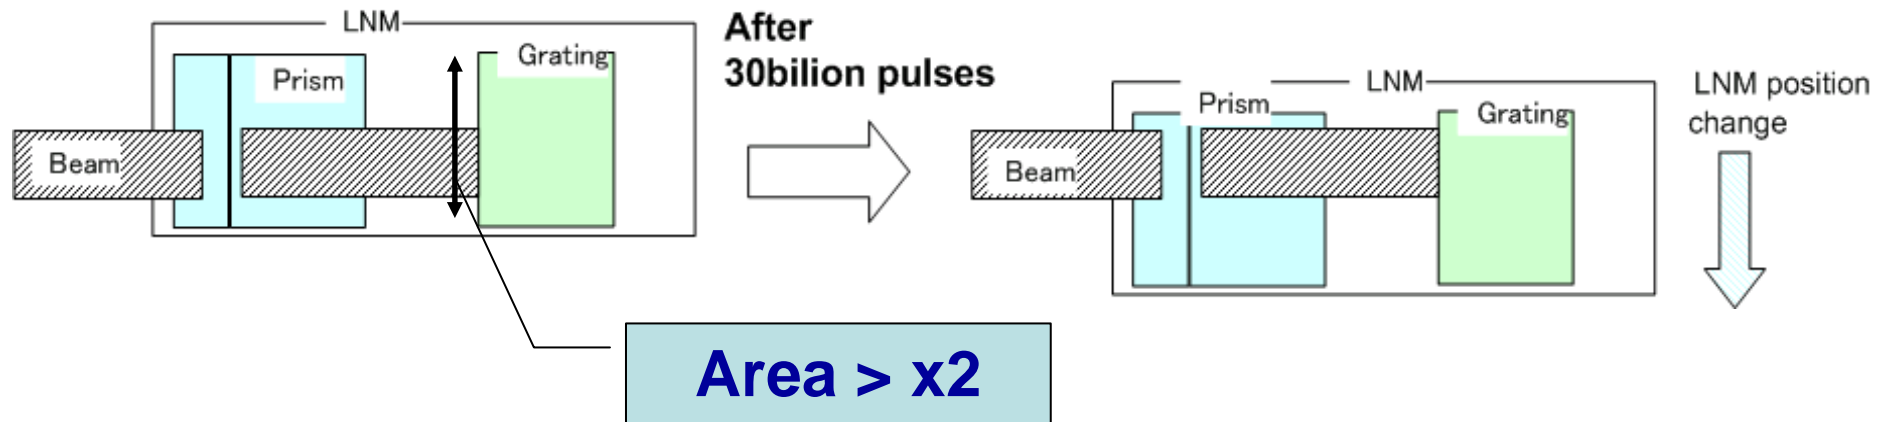 LNM
Grating
Prism
Beam
After
30bilion pulses
LNM
Prism
Grating
Beam
LNM position
change
Area > x2